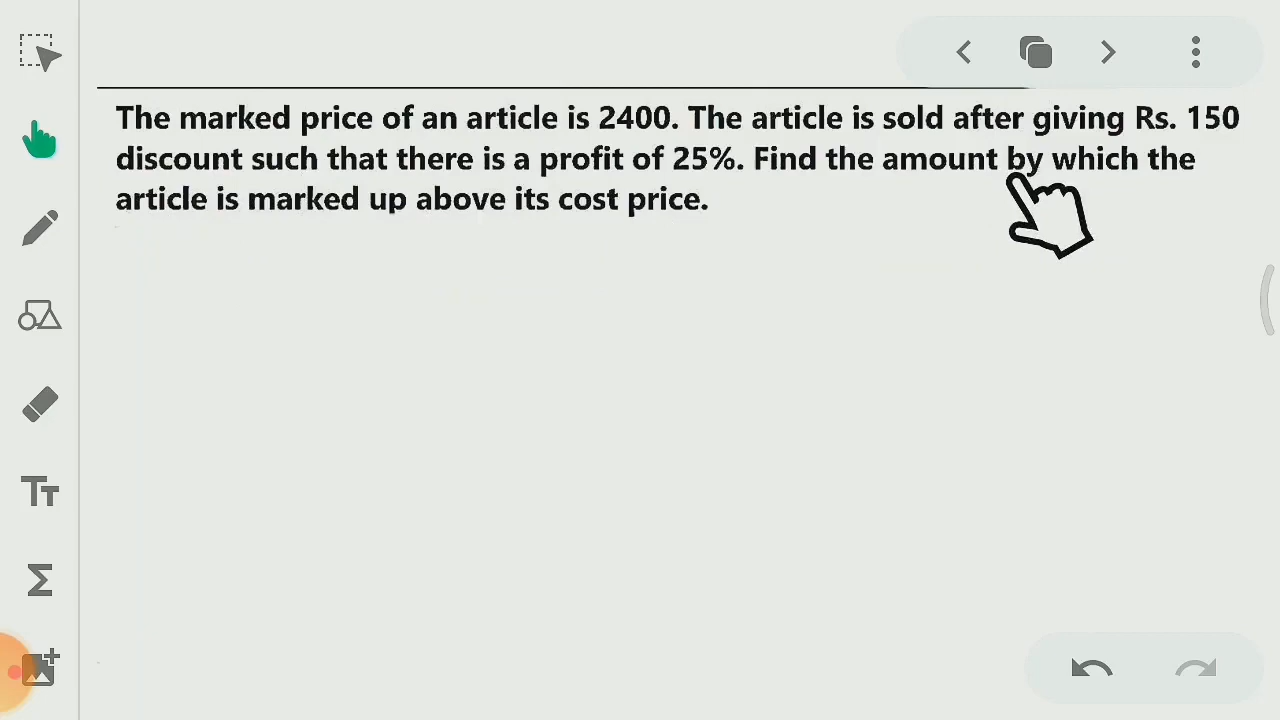 The marked price of an article is 2400. The article is sold after giving Rs. 150
discount such that there is a profit of 25%. Find the amount by which the
article is marked up above its cost price.